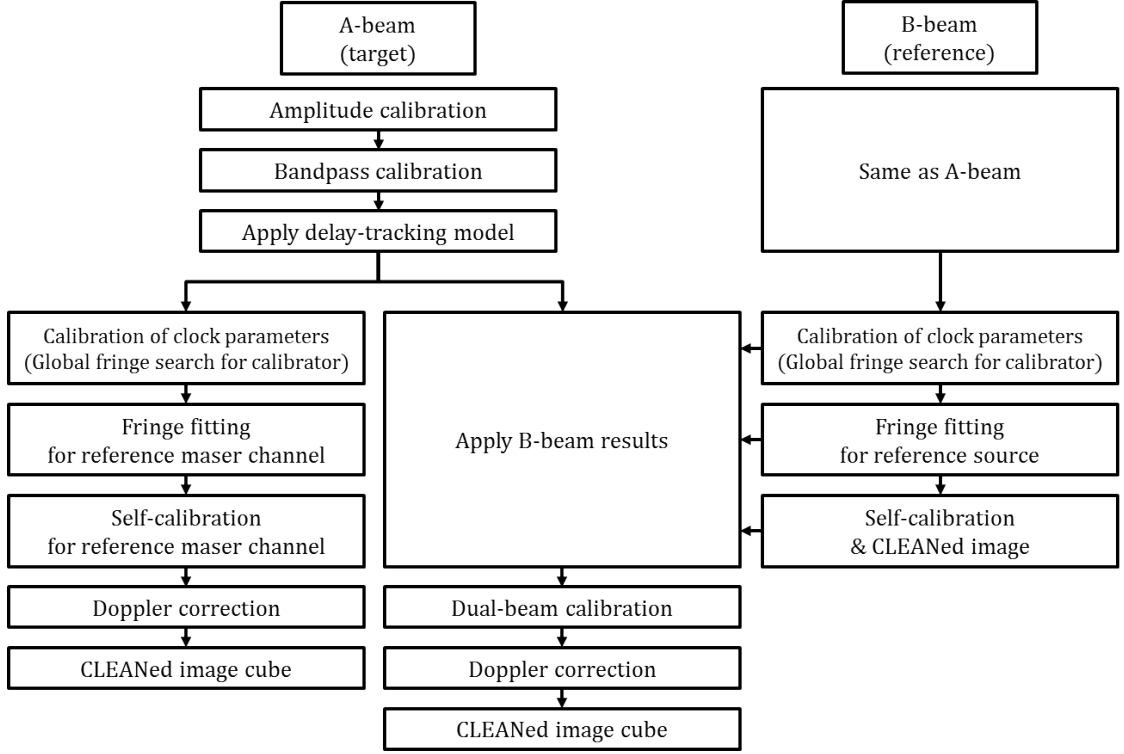 A-beam
(target)
B-beam
(reference)
Amplitude calibration
Bandpass calibration
Apply delay-tracking model
Same as A-beam
Calibration of clock parameters
(Global fringe search for calibrator)
Fringe fitting
for reference maser channel
Self-calibration
for reference maser channel
Doppler correction
CLEANed image cube
Apply B-beam results
Dual-beam calibration
Doppler correction
CLEANed image cube
Calibration of clock parameters
(Global fringe search for calibrator)
Fringe fitting
for reference source
Self-calibration
& CLEANed image